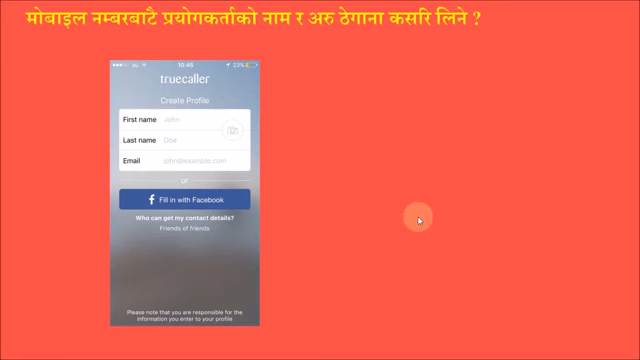 मोबाइल नम्बरबाटै प्रयोगकर्ताको नाम र अरु ठेगाना कसरि लिने ?
au 10:45 23%
truecaller
Create Profile
First name John
Last name Doe
Email john@example.com
or
f Fill in with Facebook
Who can get my contact details?
Friends of friends
Please note that you are responsible for the
information you enter to your profile